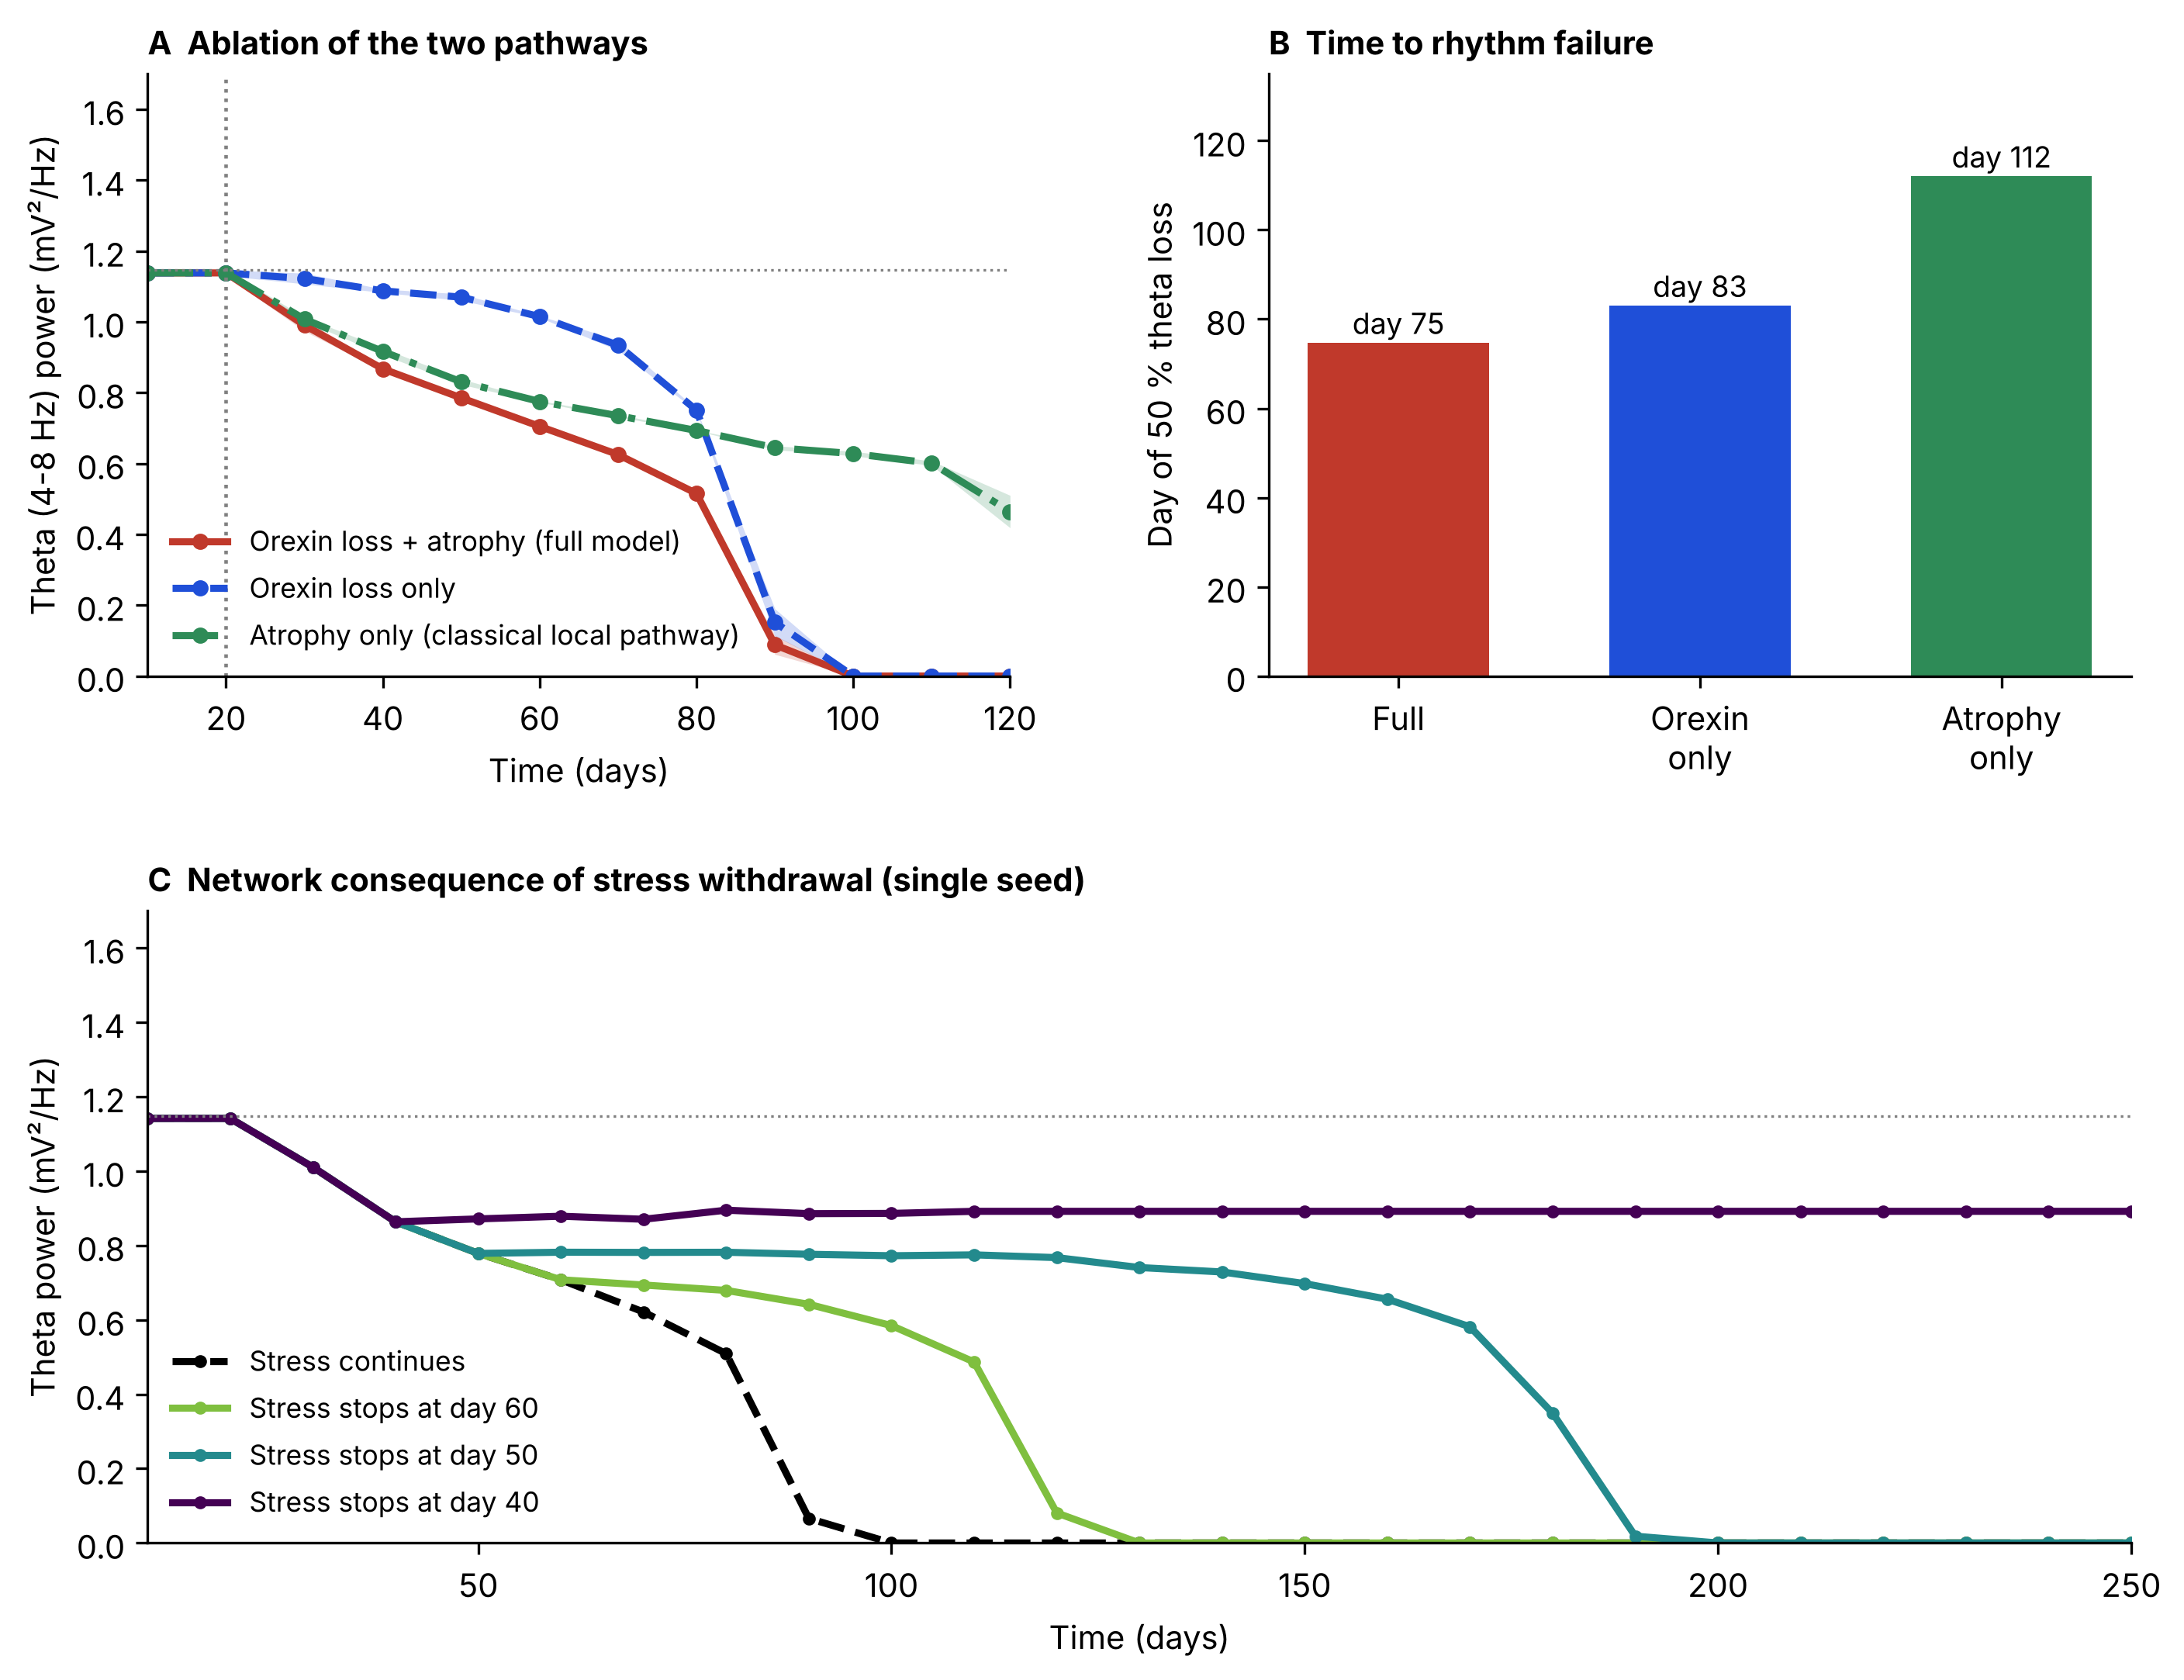 A Ablation of the two pathways
Theta (4–8 Hz) power (mV²/Hz)
1.6
1.4
1.2
1.0
0.8
0.6
0.4
0.2
0.0
Orexin loss + atrophy (full model)
Orexin loss only
Atrophy only (classical local pathway)
20 40 60 80 100 120
Time (days)
B Time to rhythm failure
Day of 50 % theta loss
120
100
80
60
40
20
0
day 75
day 83
day 112
Full
Orexin
only
Atrophy
only
C Network consequence of stress withdrawal (single seed)
Theta power (mV²/Hz)
1.6
1.4
1.2
1.0
0.8
0.6
0.4
0.2
0.0
Stress continues
Stress stops at day 60
Stress stops at day 50
Stress stops at day 40
50 100 150 200 250
Time (days)